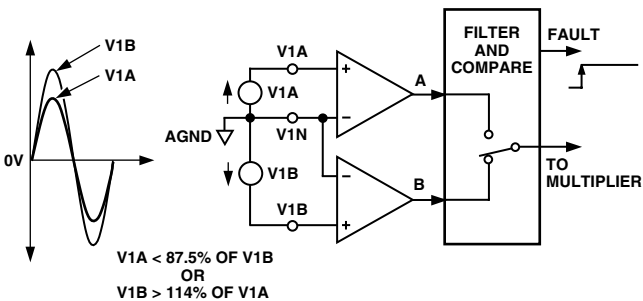 V1B
V1A
0V
V1A < 87.5% OF V1B
OR
V1B > 114% OF V1A
AGND
V1A
V1A
V1N
V1B
V1B
+
−
−
+
A
B
FILTER
AND
COMPARE
FAULT
TO
MULTIPLIER